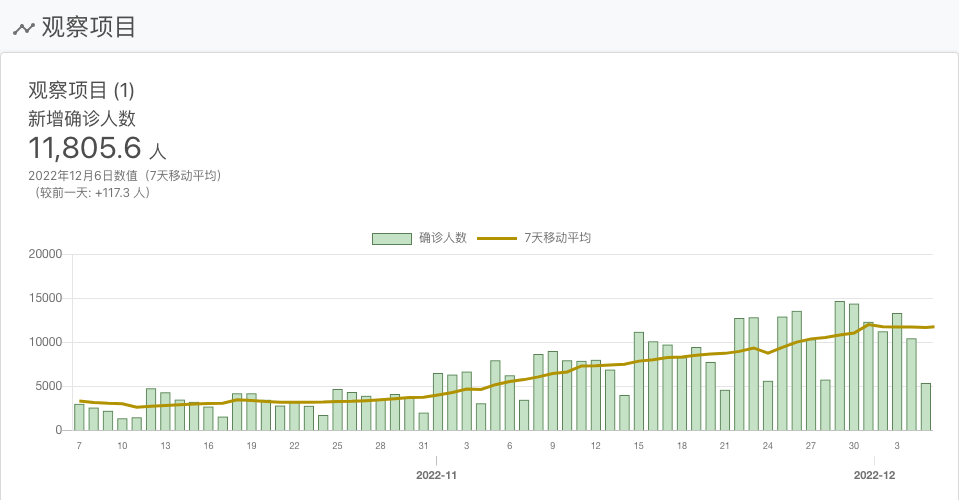 观察项目
观察项目 (1)
新增确诊人数
11,805.6 人
2022年12月6日数值（7天移动平均）
（较前一天: +117.3 人）
确诊人数 7天移动平均
20000
15000
10000
5000
0
7 10 13 16 19 22 25 28 31 3 6 9 12 15 18 21 24 27 30 3
2022-11 2022-12